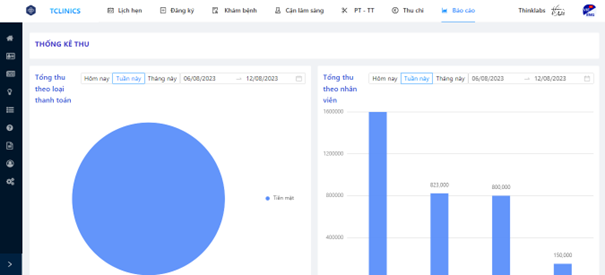 TCLINICS Lịch hẹn Đăng ký Khám bệnh Cận lâm sàng PT - TT Thu chi Báo cáo Thinklabs
THỐNG KÊ THU
Tổng thu theo loại thanh toán
Hôm nay Tuần này Tháng này 06/08/2023 → 12/08/2023
Tiền mặt
Tổng thu theo nhân viên
Hôm nay Tuần này Tháng này 06/08/2023 → 12/08/2023
1600000
1200000
800000
400000
823,000
800,000
150,000